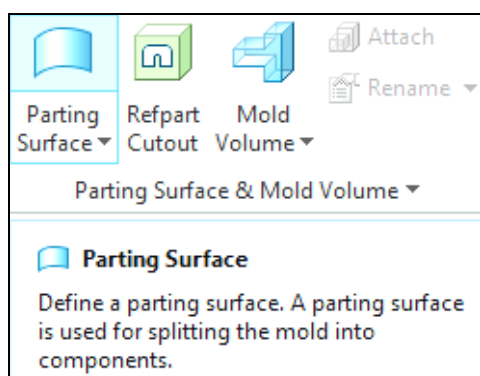 Attach
Rename
Parting Surface
Refpart Cutout
Mold Volume
Parting Surface & Mold Volume
Parting Surface
Define a parting surface. A parting surface
is used for splitting the mold into
components.